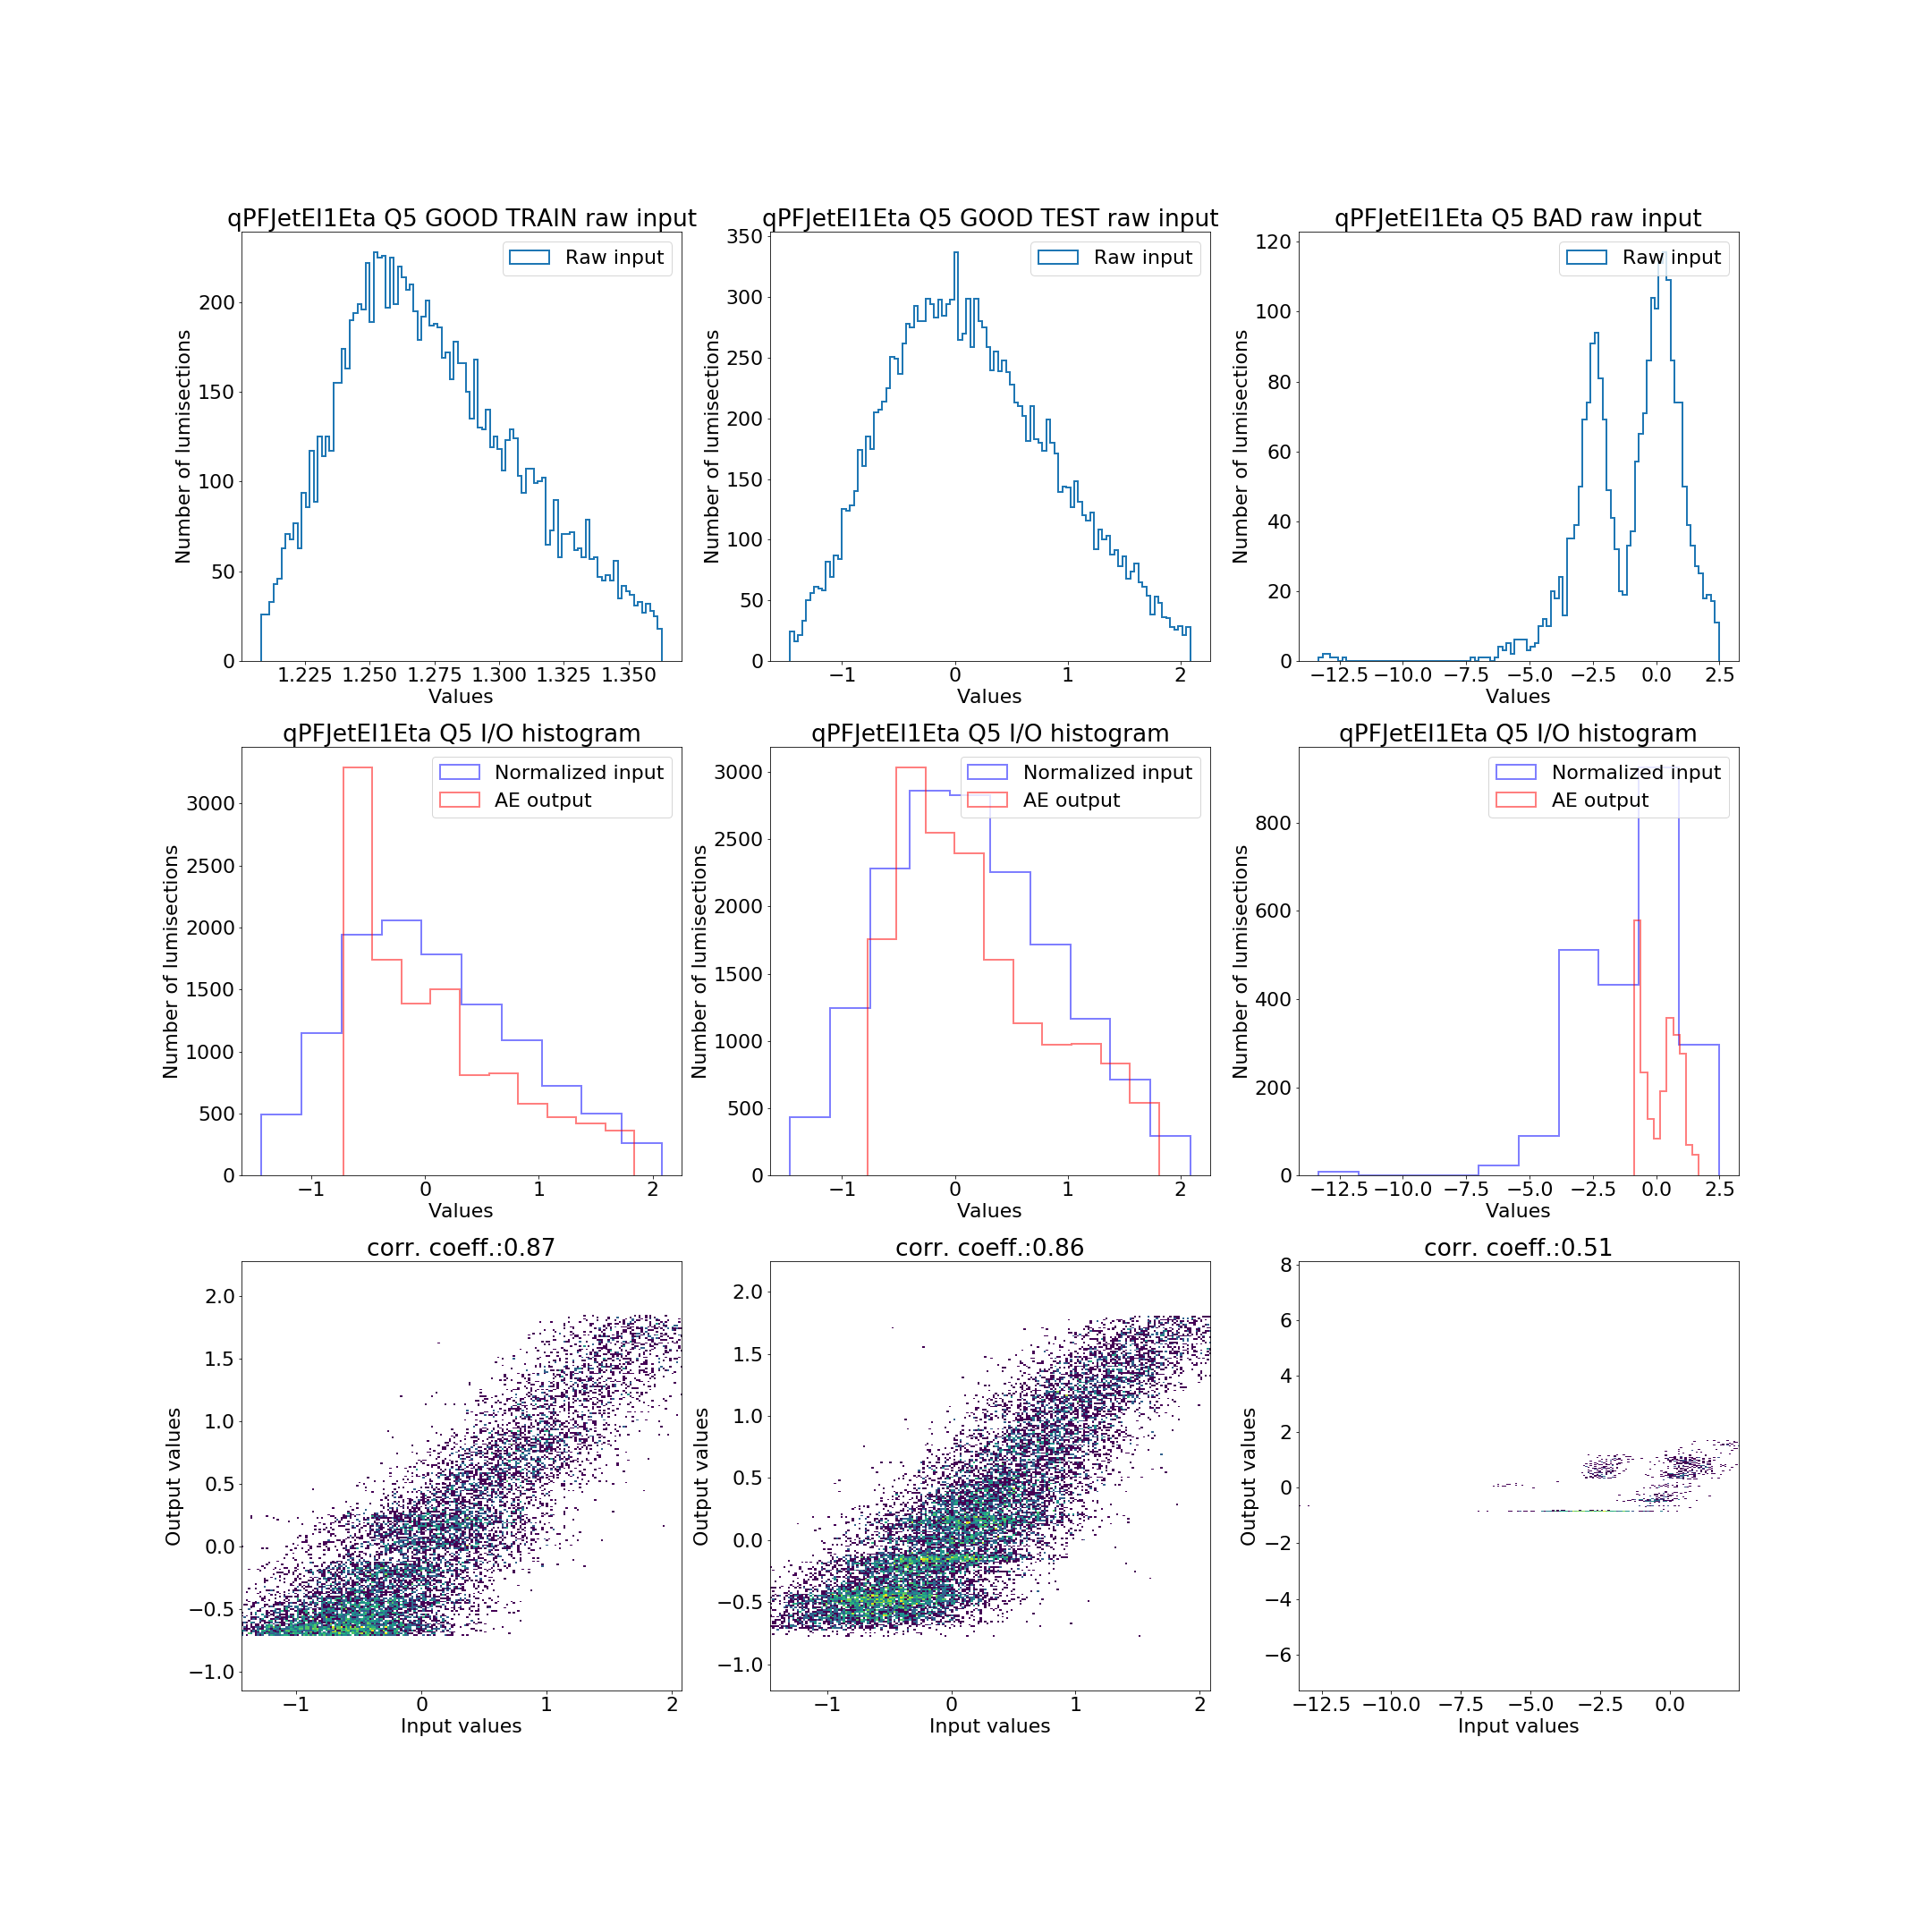 qPFJetEI1Eta Q5 GOOD TRAIN raw input
Raw input
Number of lumisections
0
50
100
150
200
1.225
1.250
1.275
1.300
1.325
1.350
Values
qPFJetEI1Eta Q5 GOOD TEST raw input
Raw input
Number of lumisections
0
50
100
150
200
250
300
350
−1
0
1
2
Values
qPFJetEI1Eta Q5 BAD raw input
Raw input
Number of lumisections
0
20
40
60
80
100
120
−12.5
−10.0
−7.5
−5.0
−2.5
0.0
2.5
Values
qPFJetEI1Eta Q5 I/O histogram
Normalized input
AE output
Number of lumisections
0
500
1000
1500
2000
2500
3000
−1
0
1
2
Values
qPFJetEI1Eta Q5 I/O histogram
Normalized input
AE output
Number of lumisections
0
500
1000
1500
2000
2500
3000
−1
0
1
2
Values
qPFJetEI1Eta Q5 I/O histogram
Normalized input
AE output
Number of lumisections
0
200
400
600
800
−12.5
−10.0
−7.5
−5.0
−2.5
0.0
2.5
Values
corr. coeff.:0.87
Output values
−1.0
−0.5
0.0
0.5
1.0
1.5
2.0
−1
0
1
2
Input values
corr. coeff.:0.86
Output values
−1.0
−0.5
0.0
0.5
1.0
1.5
2.0
−1
0
1
2
Input values
corr. coeff.:0.51
Output values
−6
−4
−2
0
2
4
6
8
−12.5
−10.0
−7.5
−5.0
−2.5
0.0
Input values